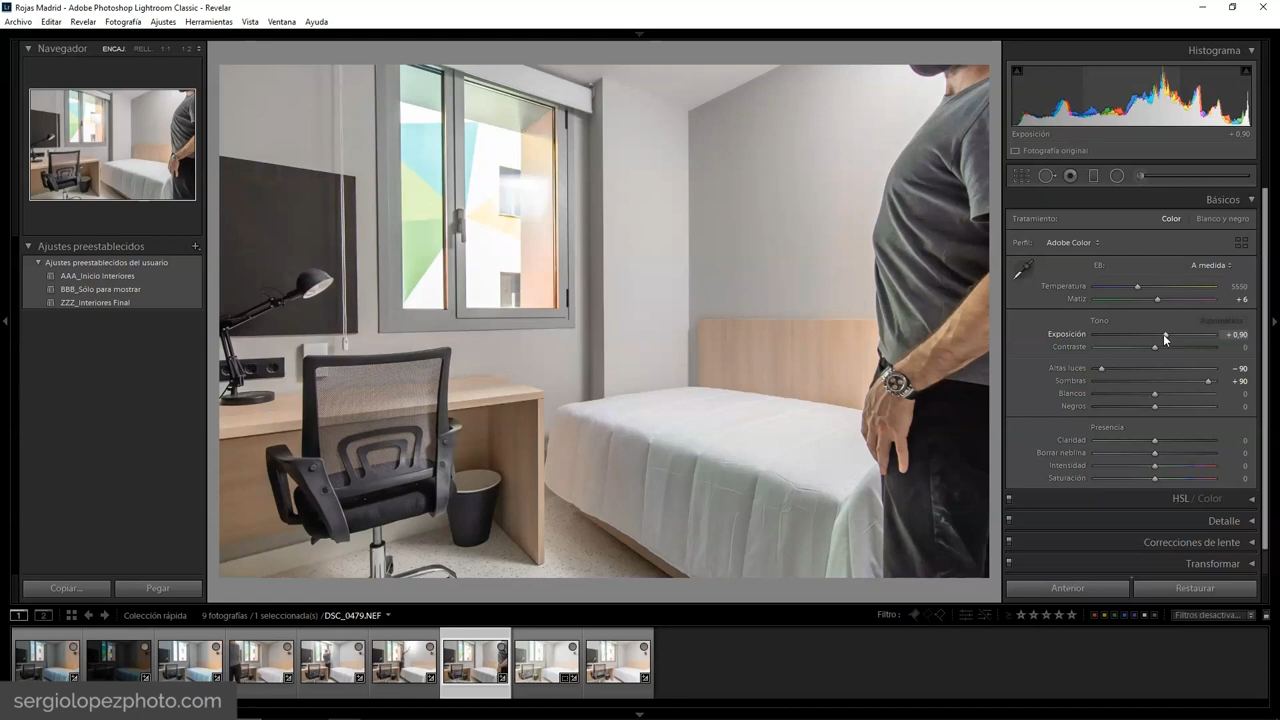 Rojas Madrid - Adobe Photoshop Lightroom Classic - Revelar
Archivo Editar Revelar Fotografía Ajustes Herramientas Vista Ventana Ayuda
Navegador ENCAJ. RELL. 1:1 1:2
Ajustes preestablecidos
Ajustes preestablecidos del usuario
AAA_Inicio Interiores
BBB_Sólo para mostrar
ZZZ_Interiores Final
Copiar... Pegar
Histograma
Exposición + 0,90
Fotografía original
Básicos
Tratamiento: Color Blanco y negro
Perfil: Adobe Color
EB: A medida
Temperatura 5550
Matiz + 6
Tono Automático
Exposición + 0,90
Contraste 0
Altas luces − 90
Sombras + 90
Blancos 0
Negros 0
Presencia
Claridad 0
Borrar neblina 0
Intensidad 0
Saturación 0
HSL / Color
Detalle
Correcciones de lente
Transformar
Anterior Restaurar
1 2 Colección rápida 9 fotografías /1 seleccionada(s) /DSC_0479.NEF Filtro : Filtros desactiva...
sergiolopezphoto.com